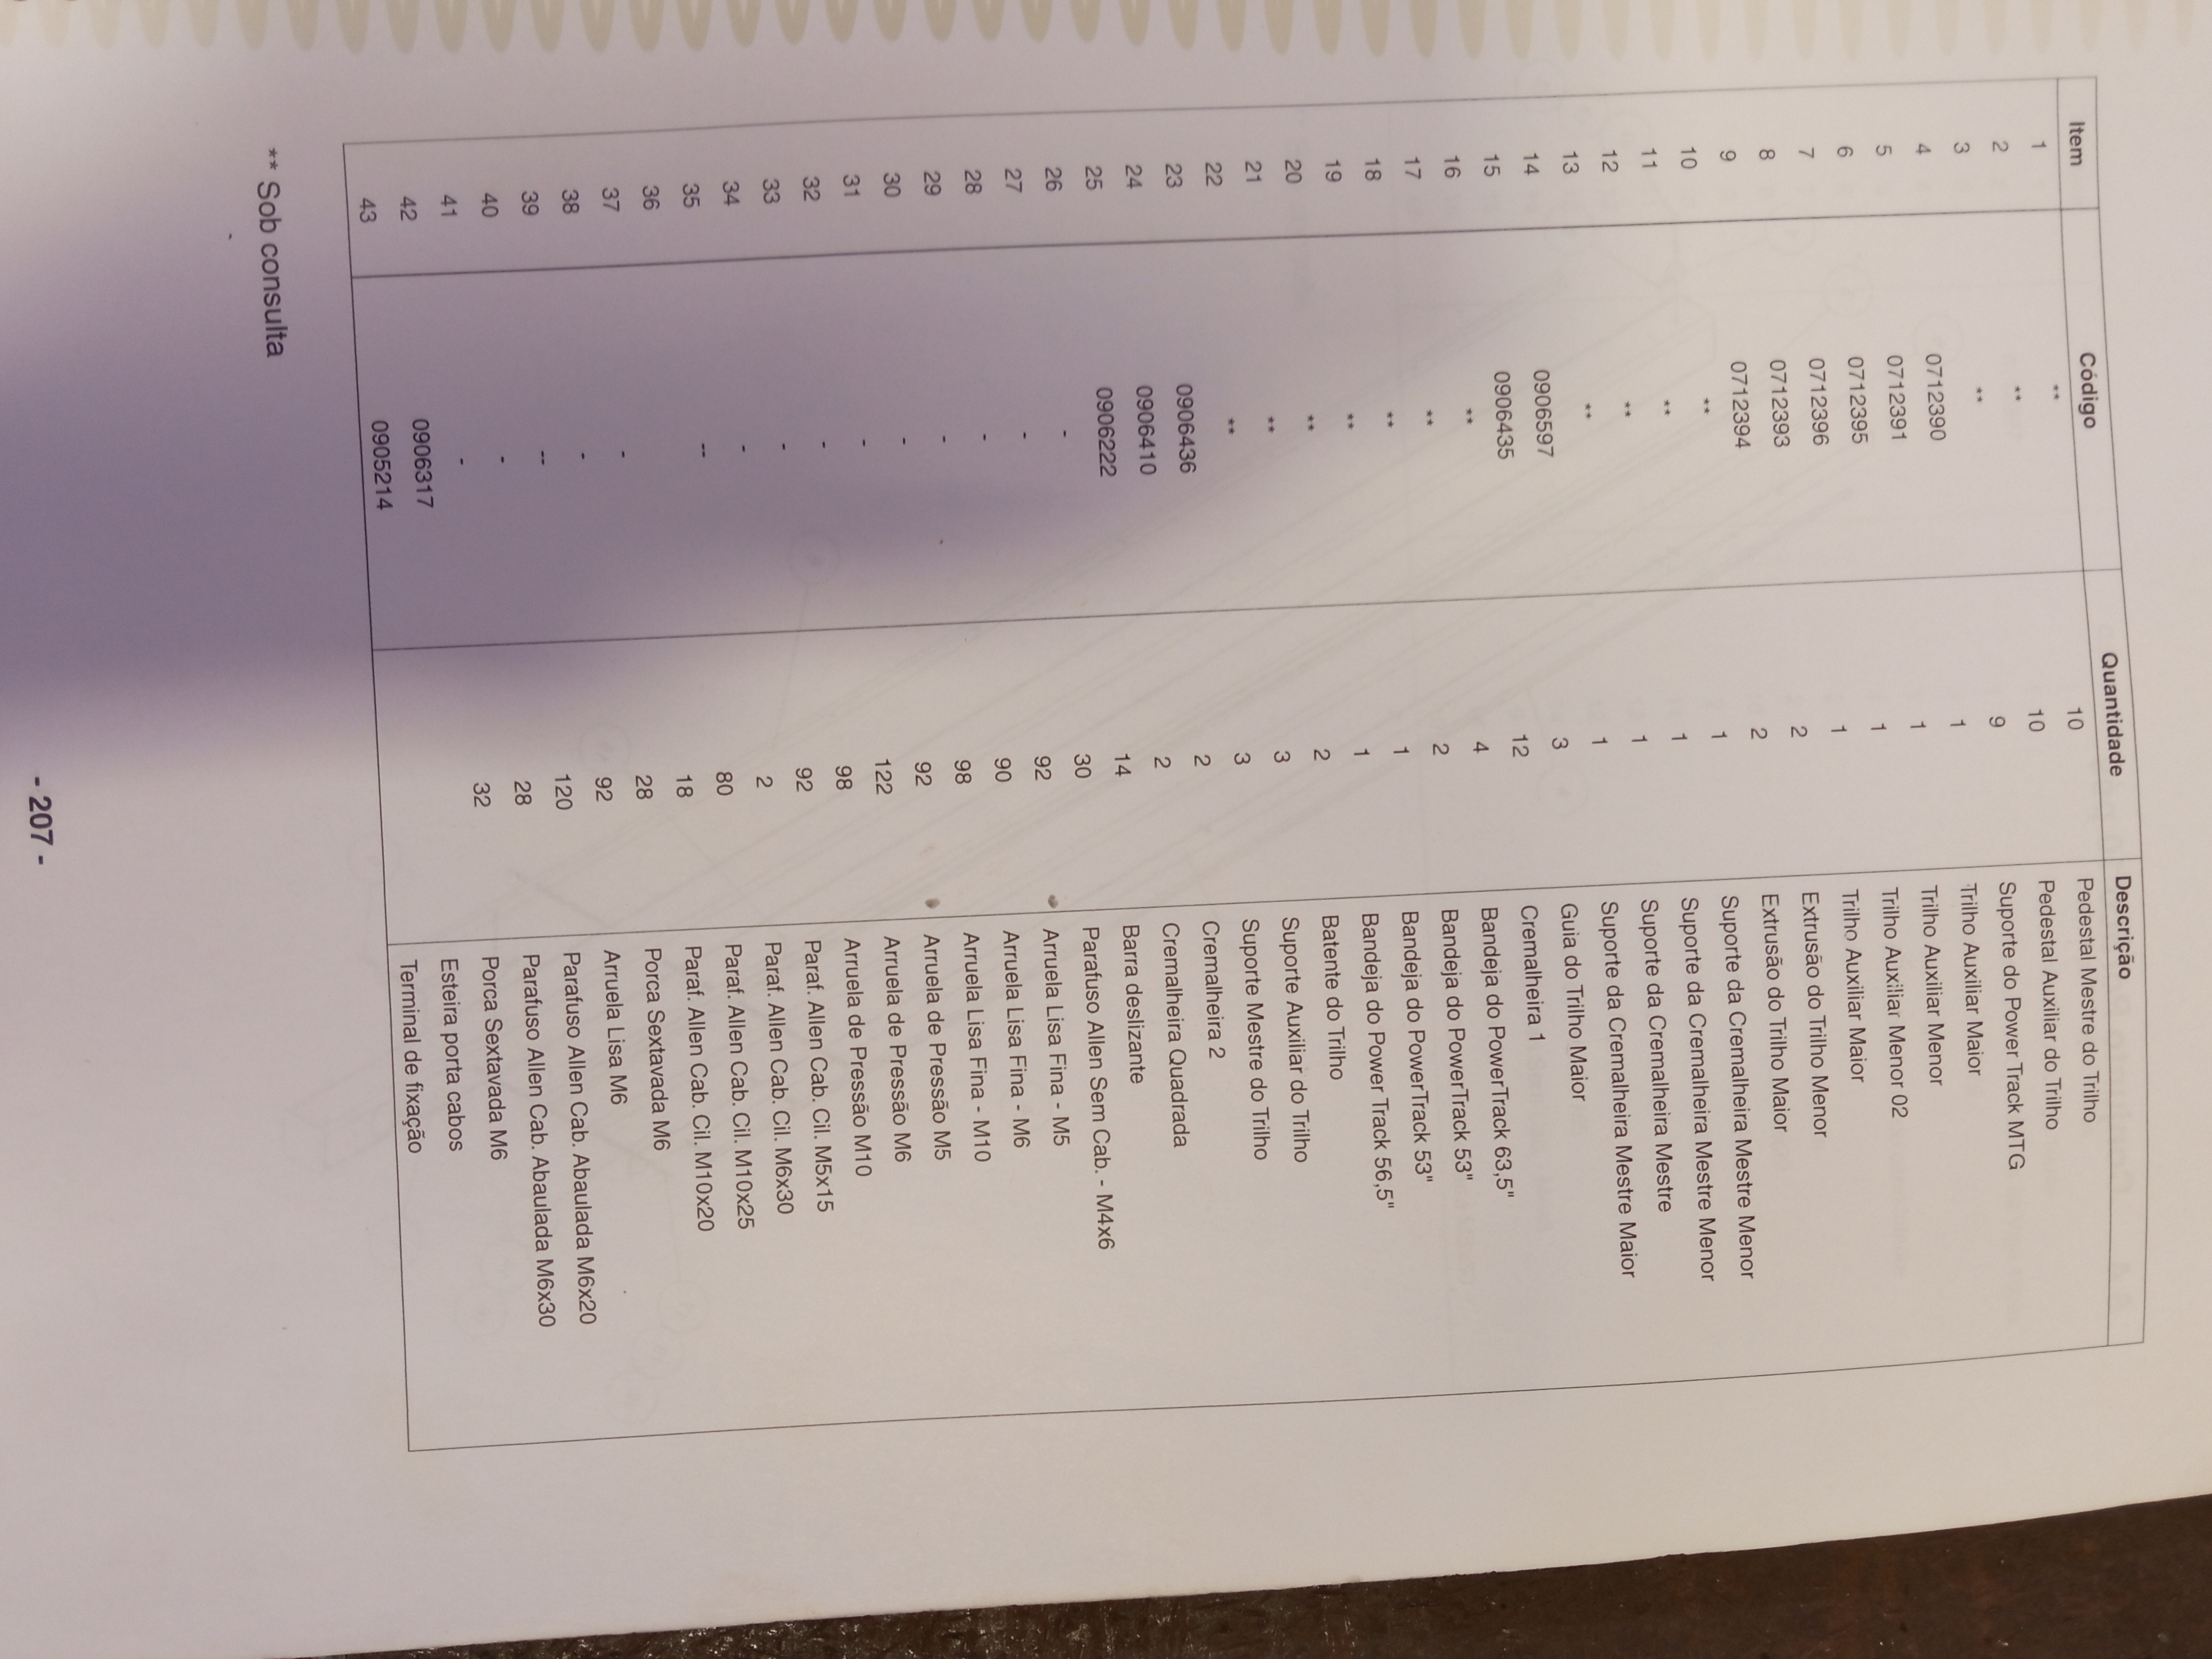 Item Código Quantidade Descrição
1 ** 10 Pedestal Mestre do Trilho
2 ** 10 Pedestal Auxiliar do Trilho
3 ** 9 Suporte do Power Track MTG
4 0712390 1 Trilho Auxiliar Maior
5 0712391 1 Trilho Auxiliar Menor
6 0712395 1 Trilho Auxiliar Menor 02
7 0712396 1 Trilho Auxiliar Maior
8 0712393 2 Extrusão do Trilho Menor
9 0712394 2 Extrusão do Trilho Maior
10 ** 1 Suporte da Cremalheira Mestre Menor
11 ** 1 Suporte da Cremalheira Mestre Menor
12 ** 1 Suporte da Cremalheira Mestre
13 ** 1 Suporte da Cremalheira Mestre Maior
14 0906597 3 Guia do Trilho Maior
15 0906435 12 Cremalheira 1
16 ** 4 Bandeja do PowerTrack 63,5"
17 ** 2 Bandeja do PowerTrack 53"
18 ** 1 Bandeja do PowerTrack 53"
19 ** 1 Bandeja do Power Track 56,5"
20 ** 2 Batente do Trilho
21 ** 3 Suporte Auxiliar do Trilho
22 ** 3 Suporte Mestre do Trilho
23 0906436 2 Cremalheira 2
24 0906410 2 Cremalheira Quadrada
25 0906222 14 Barra deslizante
26 - 30 Parafuso Allen Sem Cab. - M4x6
27 - 92 Arruela Lisa Fina - M5
28 - 90 Arruela Lisa Fina - M6
29 - 98 Arruela Lisa Fina - M10
30 - 92 Arruela de Pressão M5
31 - 122 Arruela de Pressão M6
32 - 98 Arruela de Pressão M10
33 - 92 Paraf. Allen Cab. Cil. M5x15
34 - 2 Paraf. Allen Cab. Cil. M6x30
35 -- 80 Paraf. Allen Cab. Cil. M10x25
36 18 Paraf. Allen Cab. Cil. M10x20
37 - 28 Porca Sextavada M6
38 - 92 Arruela Lisa M6
39 -- 120 Parafuso Allen Cab. Abaulada M6x20
40 - 28 Parafuso Allen Cab. Abaulada M6x30
41 - 32 Porca Sextavada M6
42 0906317 Esteira porta cabos
43 0905214 Terminal de fixação
** Sob consulta
- 207 -